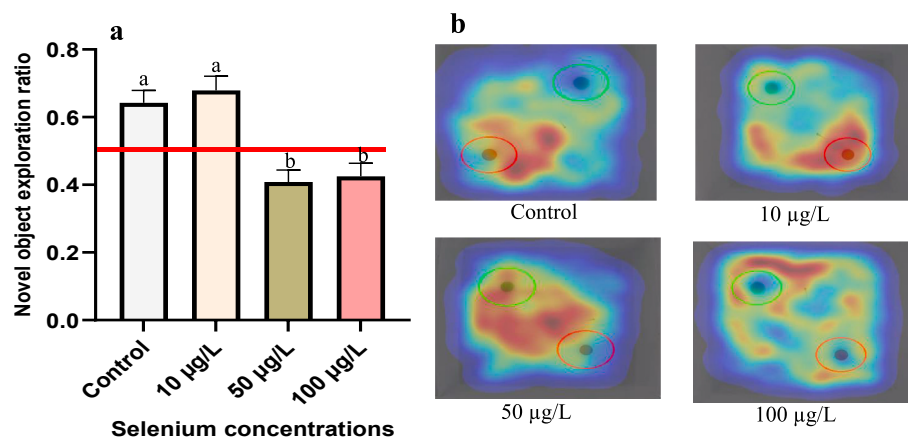 a
b
Novel object exploration ratio
0.8
0.6
0.4
0.2
0.0
a
a
b
b
Control
10 µg/L
50 µg/L
100 µg/L
Selenium concentrations
Control
10 µg/L
50 µg/L
100 µg/L